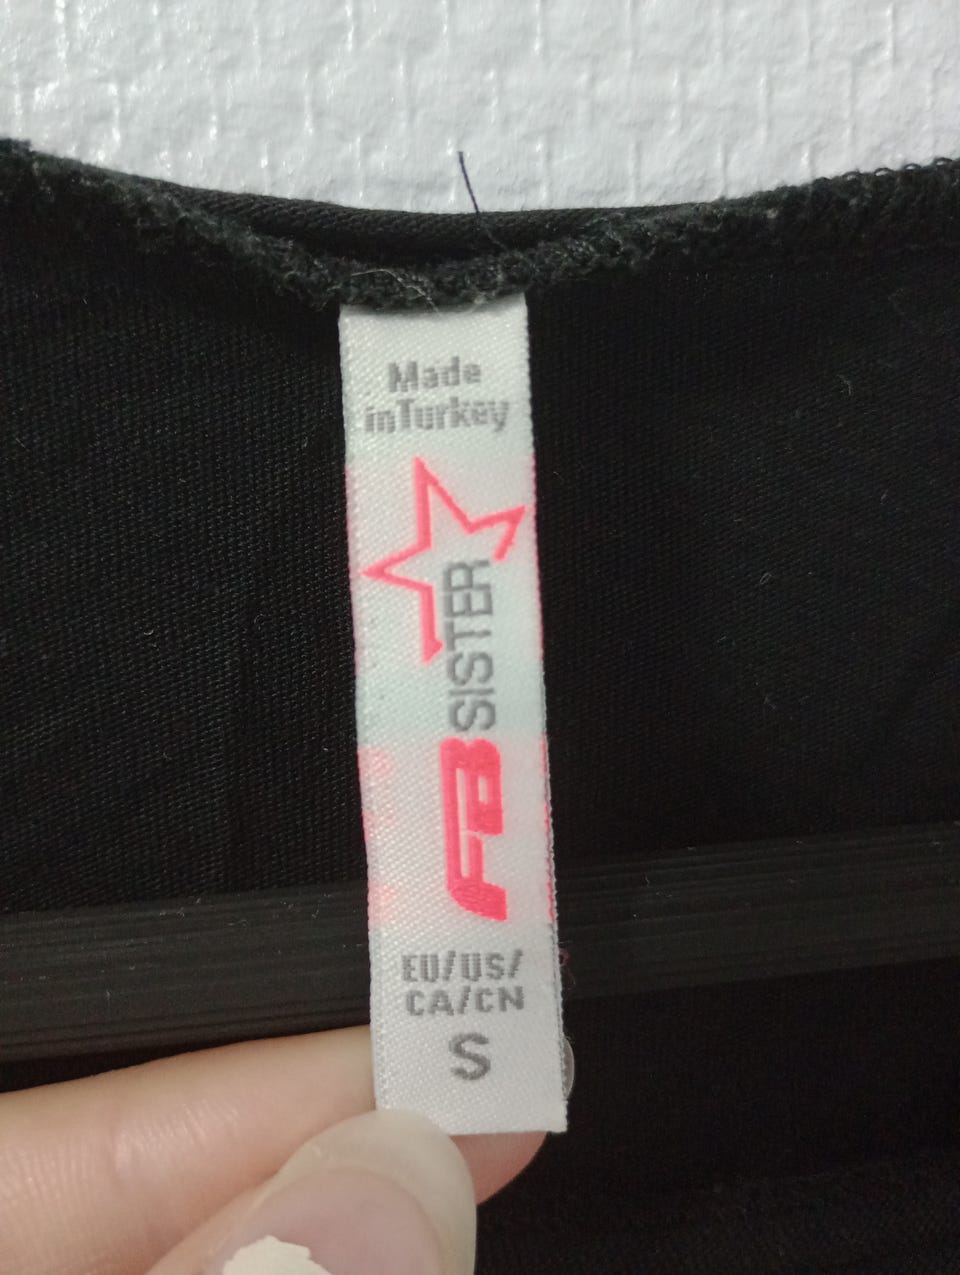 Made
inTurkey
FB SISTER
EU/US/
CA/CN
S